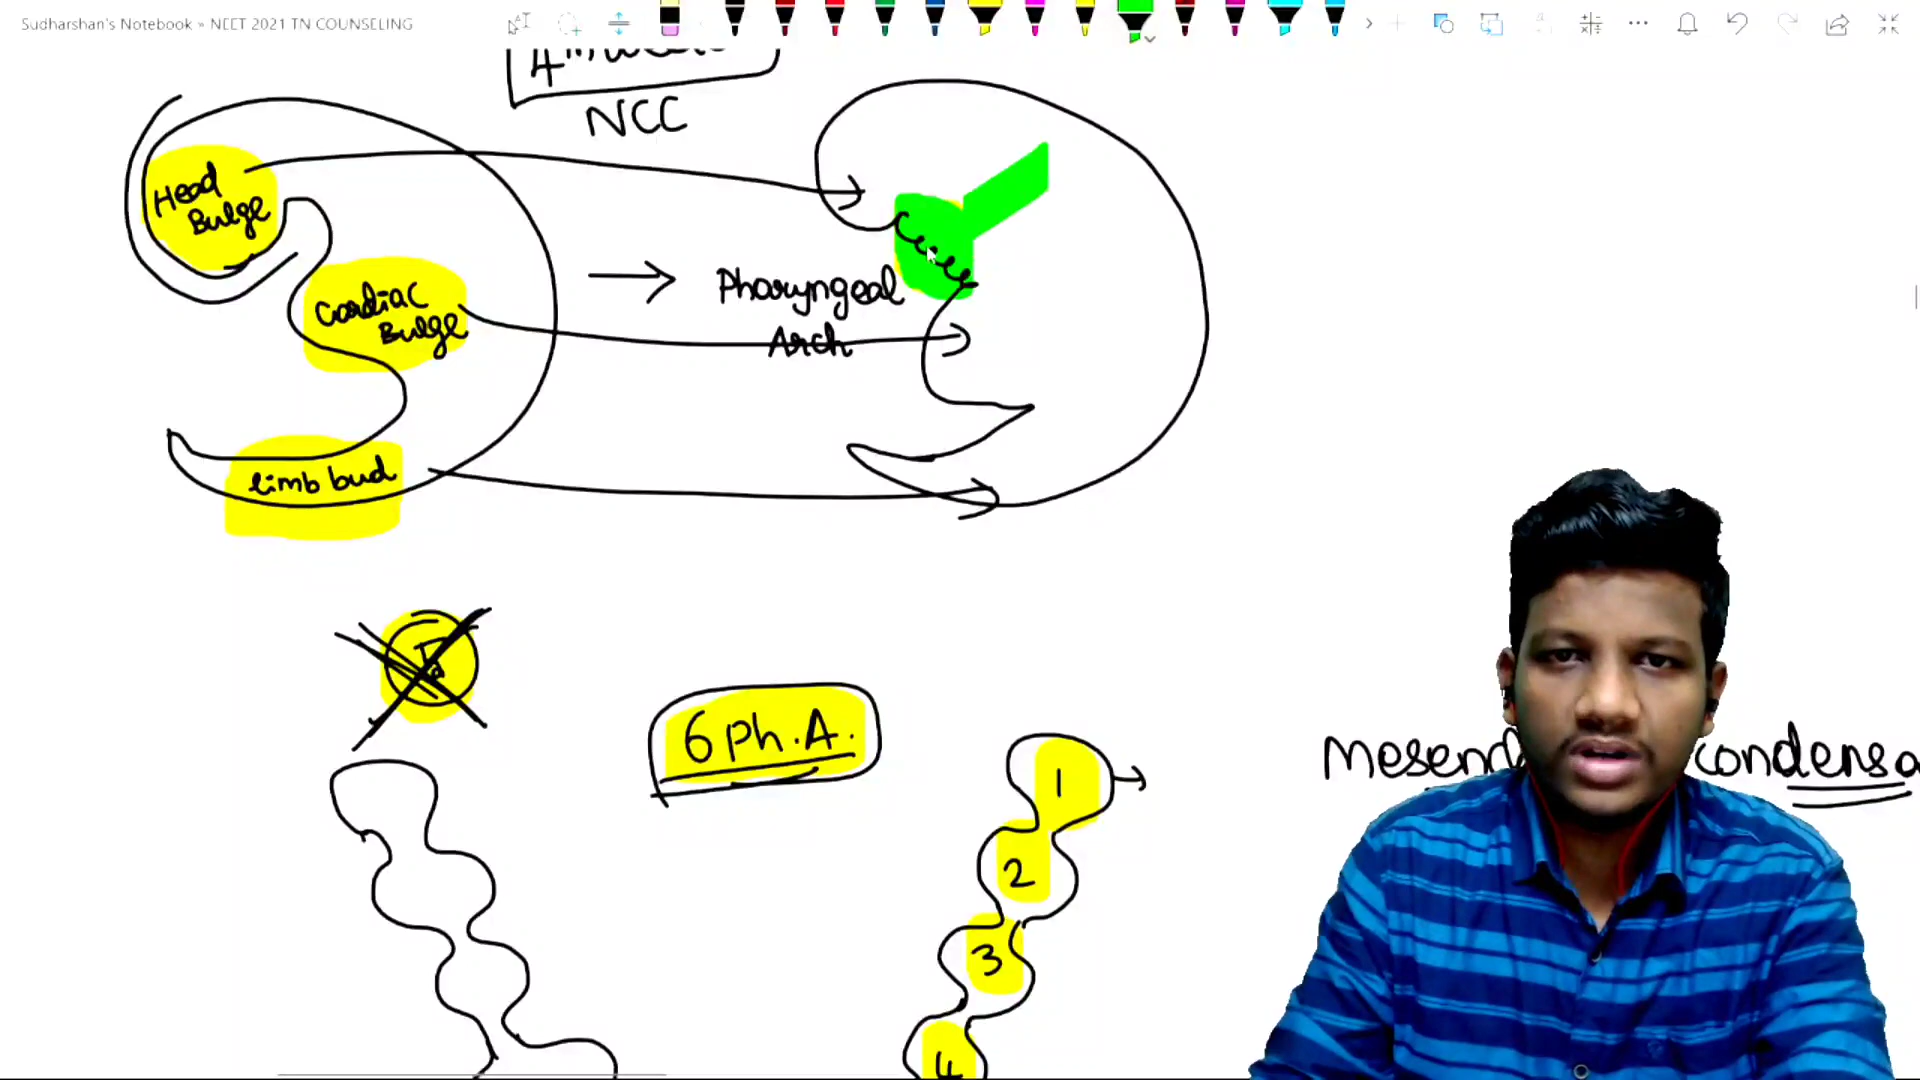 Sudharshan's Notebook » NEET 2021 TN COUNSELING
NCC
Head
Bulge
Cardiac
Bulge
Pharyngeal
Arch
limb bud
6 Ph. A.
1
2
3
4